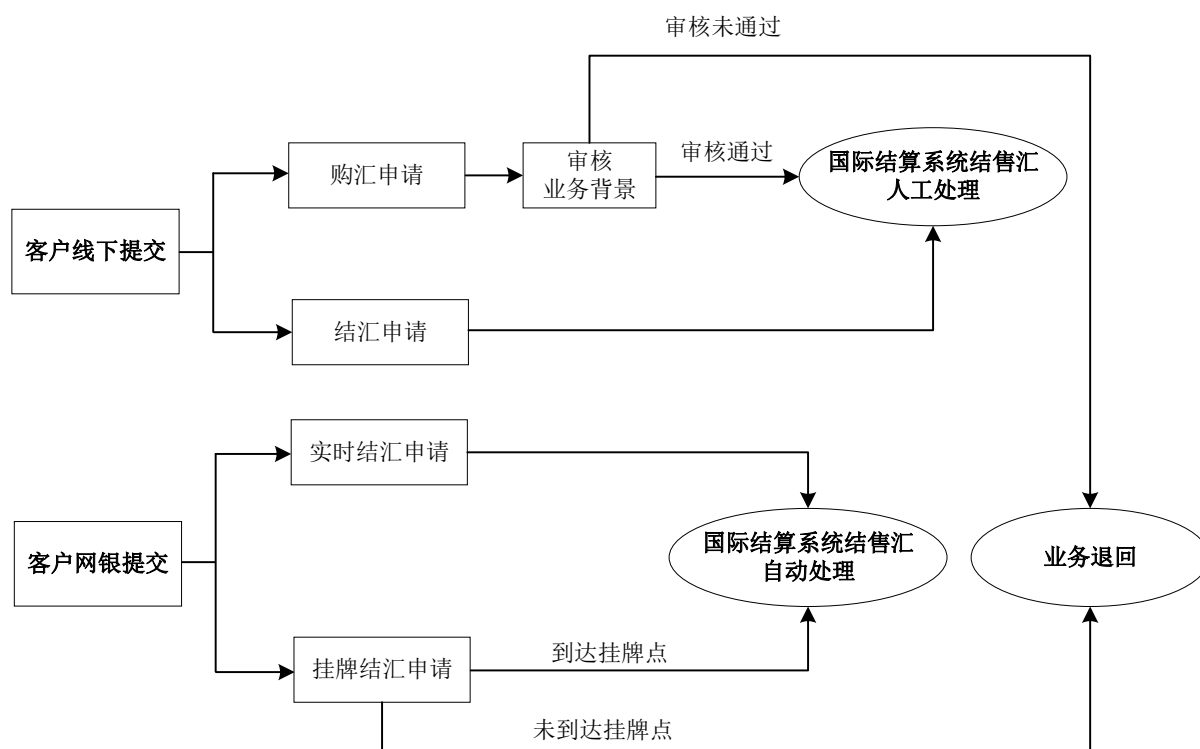 审核未通过
购汇申请
审核
业务背景
审核通过
国际结算系统结售汇
人工处理
客户线下提交
结汇申请
实时结汇申请
客户网银提交
国际结算系统结售汇
自动处理
业务退回
挂牌结汇申请
到达挂牌点
未到达挂牌点